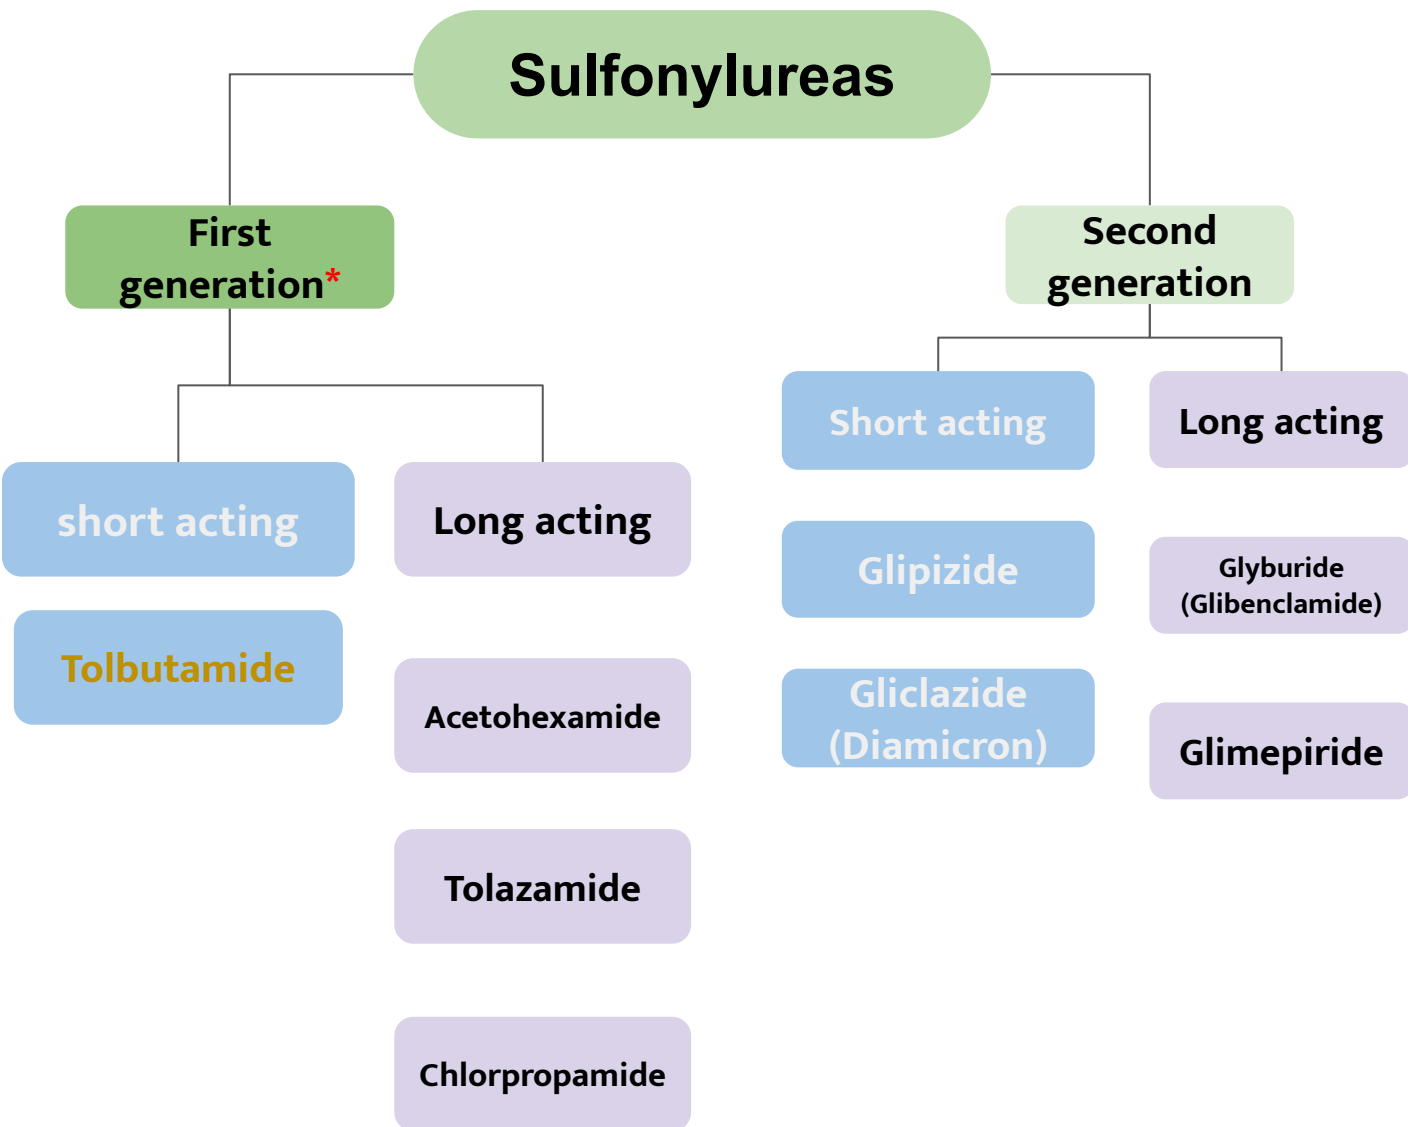 Sulfonylureas
First
generation*
short acting
Tolbutamide
Long acting
Acetohexamide
Tolazamide
Chlorpropamide
Second
generation
Short acting
Glipizide
Gliclazide
(Diamicron)
Long acting
Glyburide
(Glibenclamide)
Glimepiride